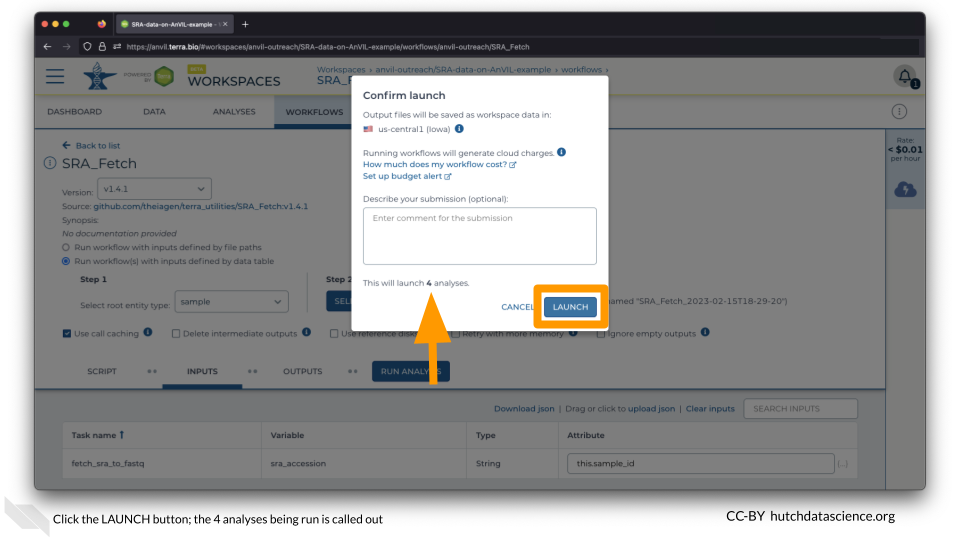 SRA-data-on-AnVIL-example -
https://anvil.terra.bio/#workspaces/anvil-outreach/SRA-data-on-AnVIL-example/workflows/anvil-outreach/SRA_Fetch
POWERED BY
BETA
WORKSPACES
Workspaces › anvil-outreach/SRA-data-on-AnVIL-example › workflows ›
SRA_F
1
DASHBOARD DATA ANALYSES WORKFLOWS
Rate:
< $0.01
per hour
Back to list
SRA_Fetch
Version: v1.4.1
Source: github.com/theiagen/terra_utilities/SRA_Fetch:v1.4.1
Synopsis:
No documentation provided
Run workflow with inputs defined by file paths
Run workflow(s) with inputs defined by data table
Step 1
Step 2
Select root entity type: sample
SEL
named "SRA_Fetch_2023-02-15T18-29-20")
Use call caching Delete intermediate outputs Use reference disk Retry with more memory Ignore empty outputs
SCRIPT INPUTS OUTPUTS RUN ANALYS S
Confirm launch
Output files will be saved as workspace data in:
us-central1 (Iowa)
Running workflows will generate cloud charges.
How much does my workflow cost?
Set up budget alert
Describe your submission (optional):
Enter comment for the submission
This will launch 4 analyses.
CANCEL LAUNCH
Download json | Drag or click to upload json | Clear inputs SEARCH INPUTS
Task name Variable Type Attribute
fetch_sra_to_fastq sra_accession String this.sample_id [...]
Click the LAUNCH button; the 4 analyses being run is called out
CC-BY hutchdatascience.org